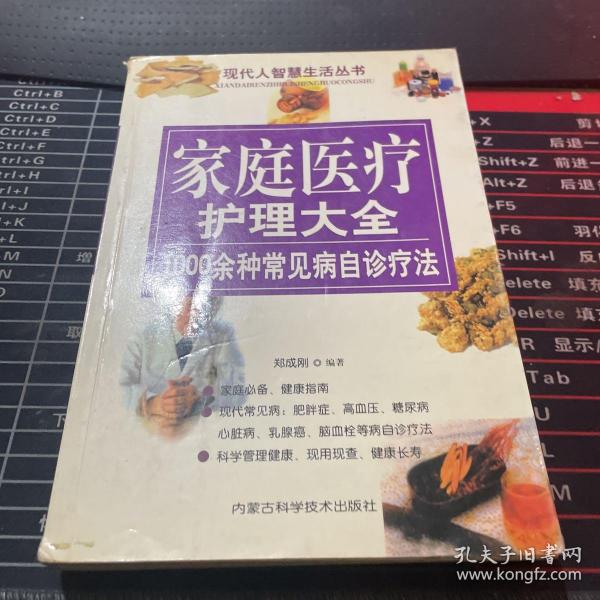 现代人智慧生活丛书
XIANDAIRENZHIHUISHENGHUOCONGSHU
家庭医疗
护理大全
1000余种常见病自诊疗法
郑成刚 ◎ 编著
● 家庭必备、健康指南
● 现代常见病：肥胖症、高血压、糖尿病
心脏病、乳腺癌、脑血栓等病自诊疗法
● 科学管理健康、现用现查、健康长寿
内蒙古科学技术出版社
Ctrl+B
Ctrl+C
Ctrl+D
Ctrl+E
Ctrl+F
Ctrl+G
Ctrl+H
Ctrl+I
+J
+K
+L
M 增
+X 剪
+Z 后退一
Shift+Z 前进一
Alt+Z 后退
+F5
+F6 羽
Shift+I 反
Delete 填充
Delete 填充
R 显示/
Tab
F
M
孔夫子旧书网
www.kongfz.com